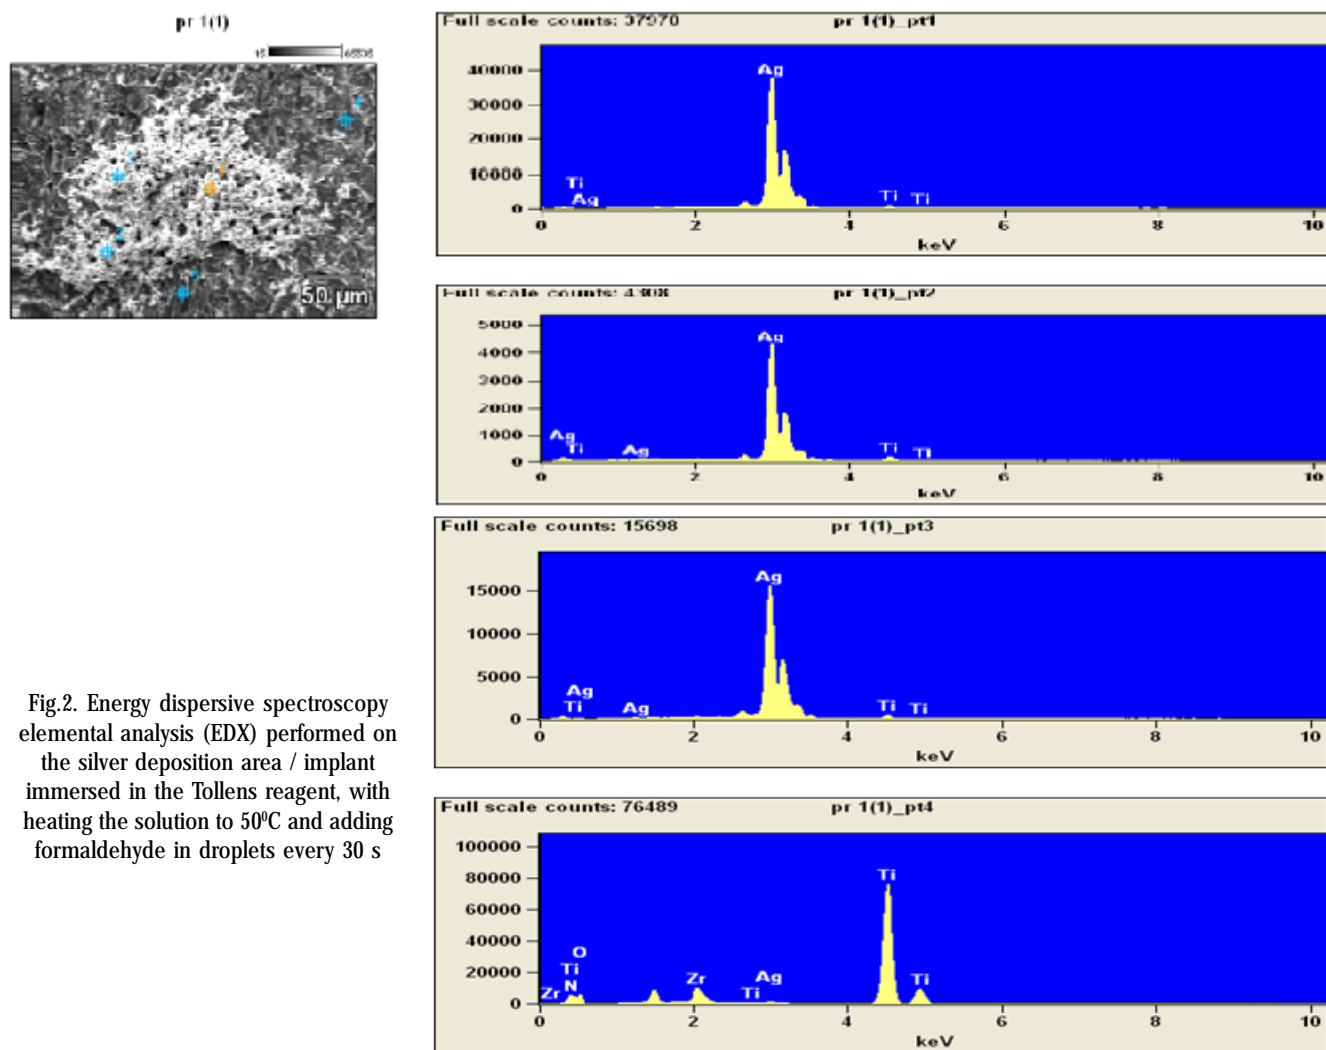 pr 1(1)
50 µm
Fig.2. Energy dispersive spectroscopy
elemental analysis (EDX) performed on
the silver deposition area / implant
immersed in the Tollens reagent, with
heating the solution to 50⁰C and adding
formaldehyde in droplets every 30 s
Full scale counts: 37970 pr 1(1)_pt1
40000
30000
20000
10000
0
Ag
Ti
Ag
Ti Ti
0 2 4 6 8 10
keV
Full scale counts: 4308 pr 1(1)_pt2
5000
4000
3000
2000
1000
0
Ag
Ag
Ti
Ag
Ti Ti
0 2 4 6 8 10
keV
Full scale counts: 15698 pr 1(1)_pt3
15000
10000
5000
0
Ag
Ag
Ti
Ag
Ti Ti
0 2 4 6 8 10
keV
Full scale counts: 76489 pr 1(1)_pt4
100000
80000
60000
40000
20000
0
Ti
O
Ti
N
Zr
Zr
Ag
Ti
Ti
0 2 4 6 8 10
keV